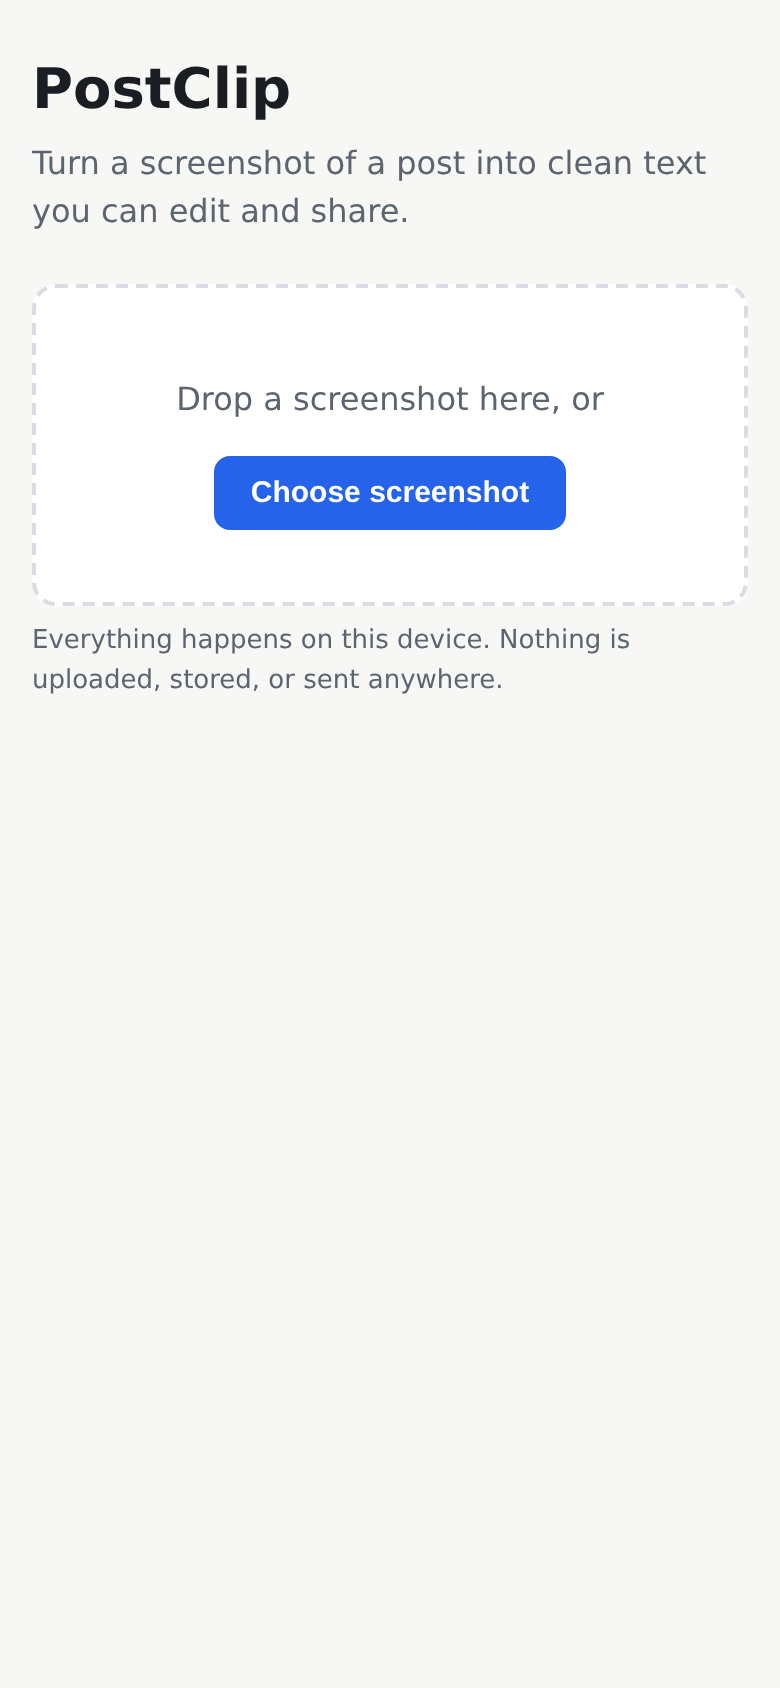 PostClip
Turn a screenshot of a post into clean text
you can edit and share.
Drop a screenshot here, or
Choose screenshot
Everything happens on this device. Nothing is
uploaded, stored, or sent anywhere.